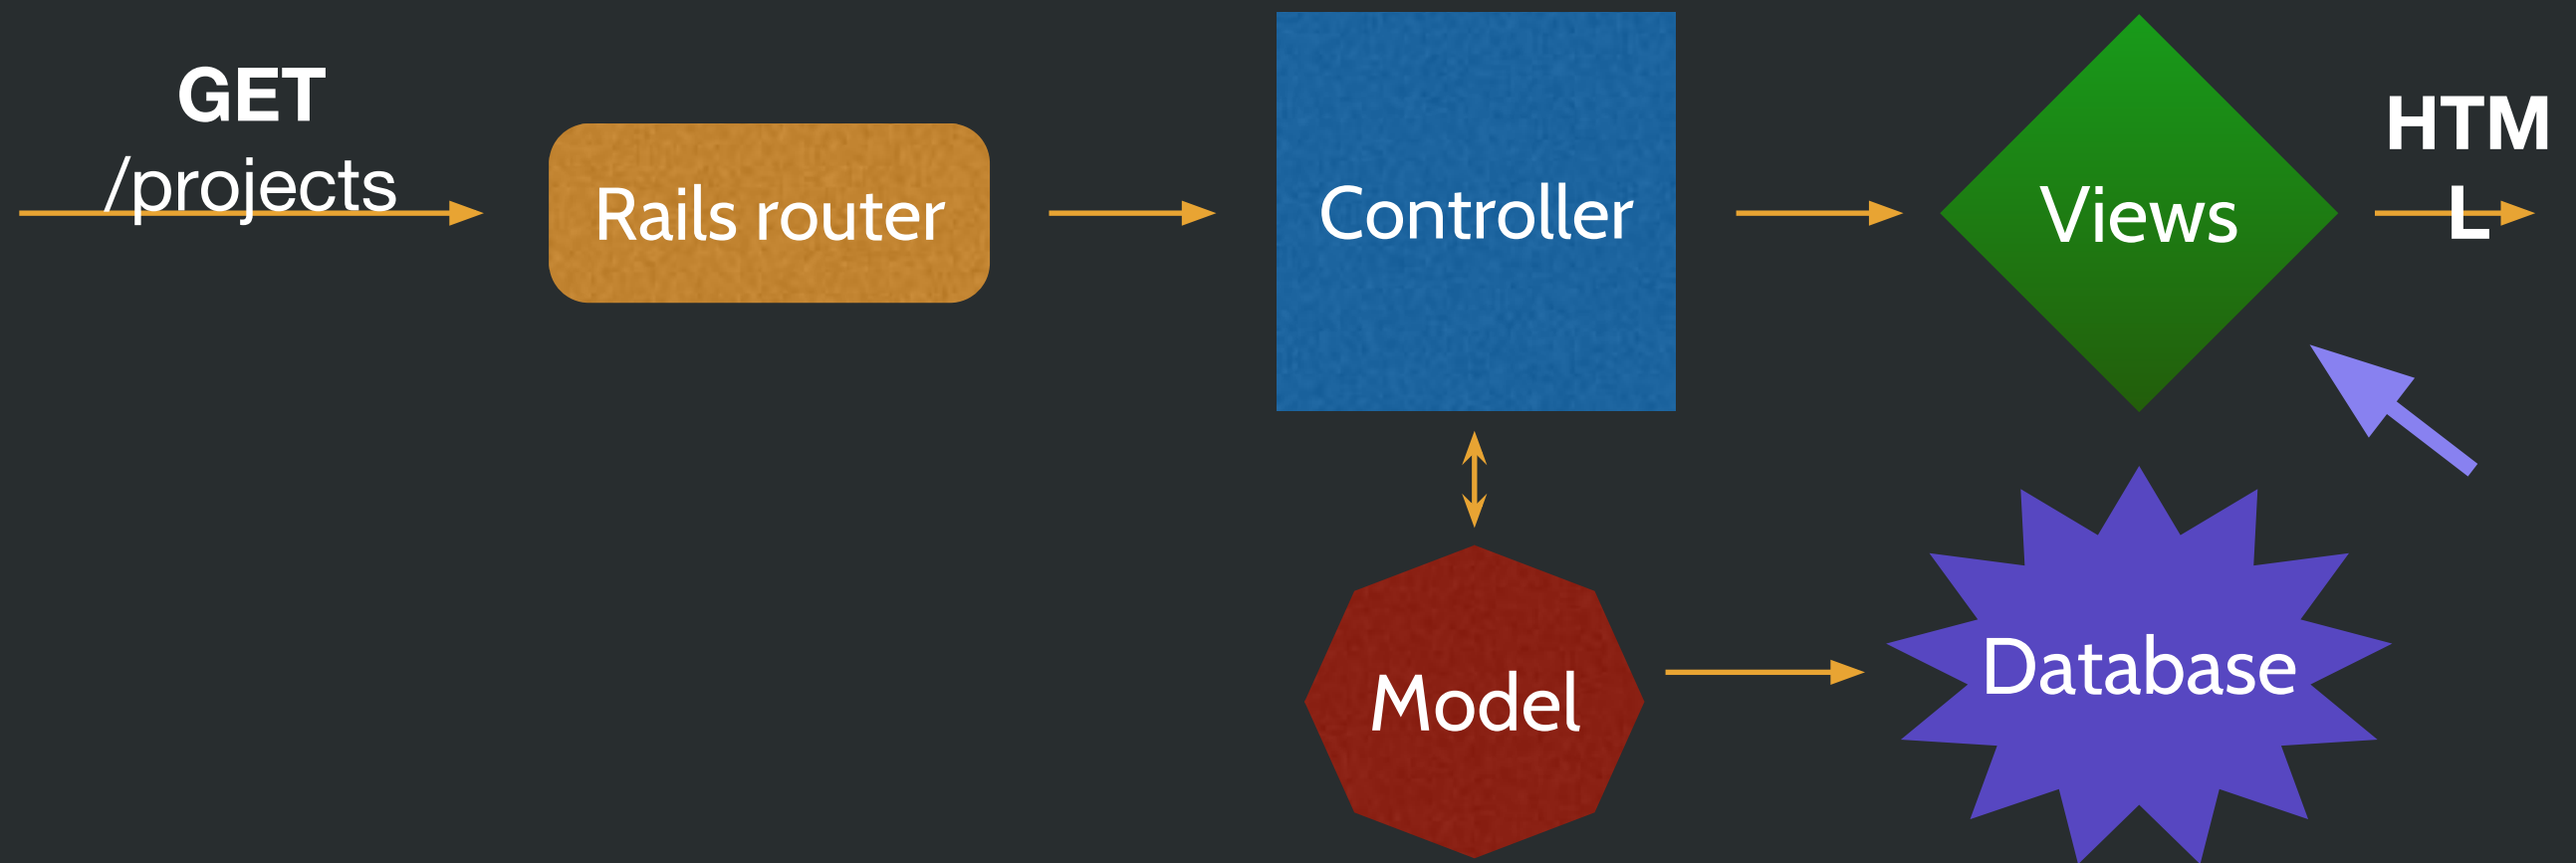 GET
/projects
Rails router
Controller
Views
HTM
L
Model
Database